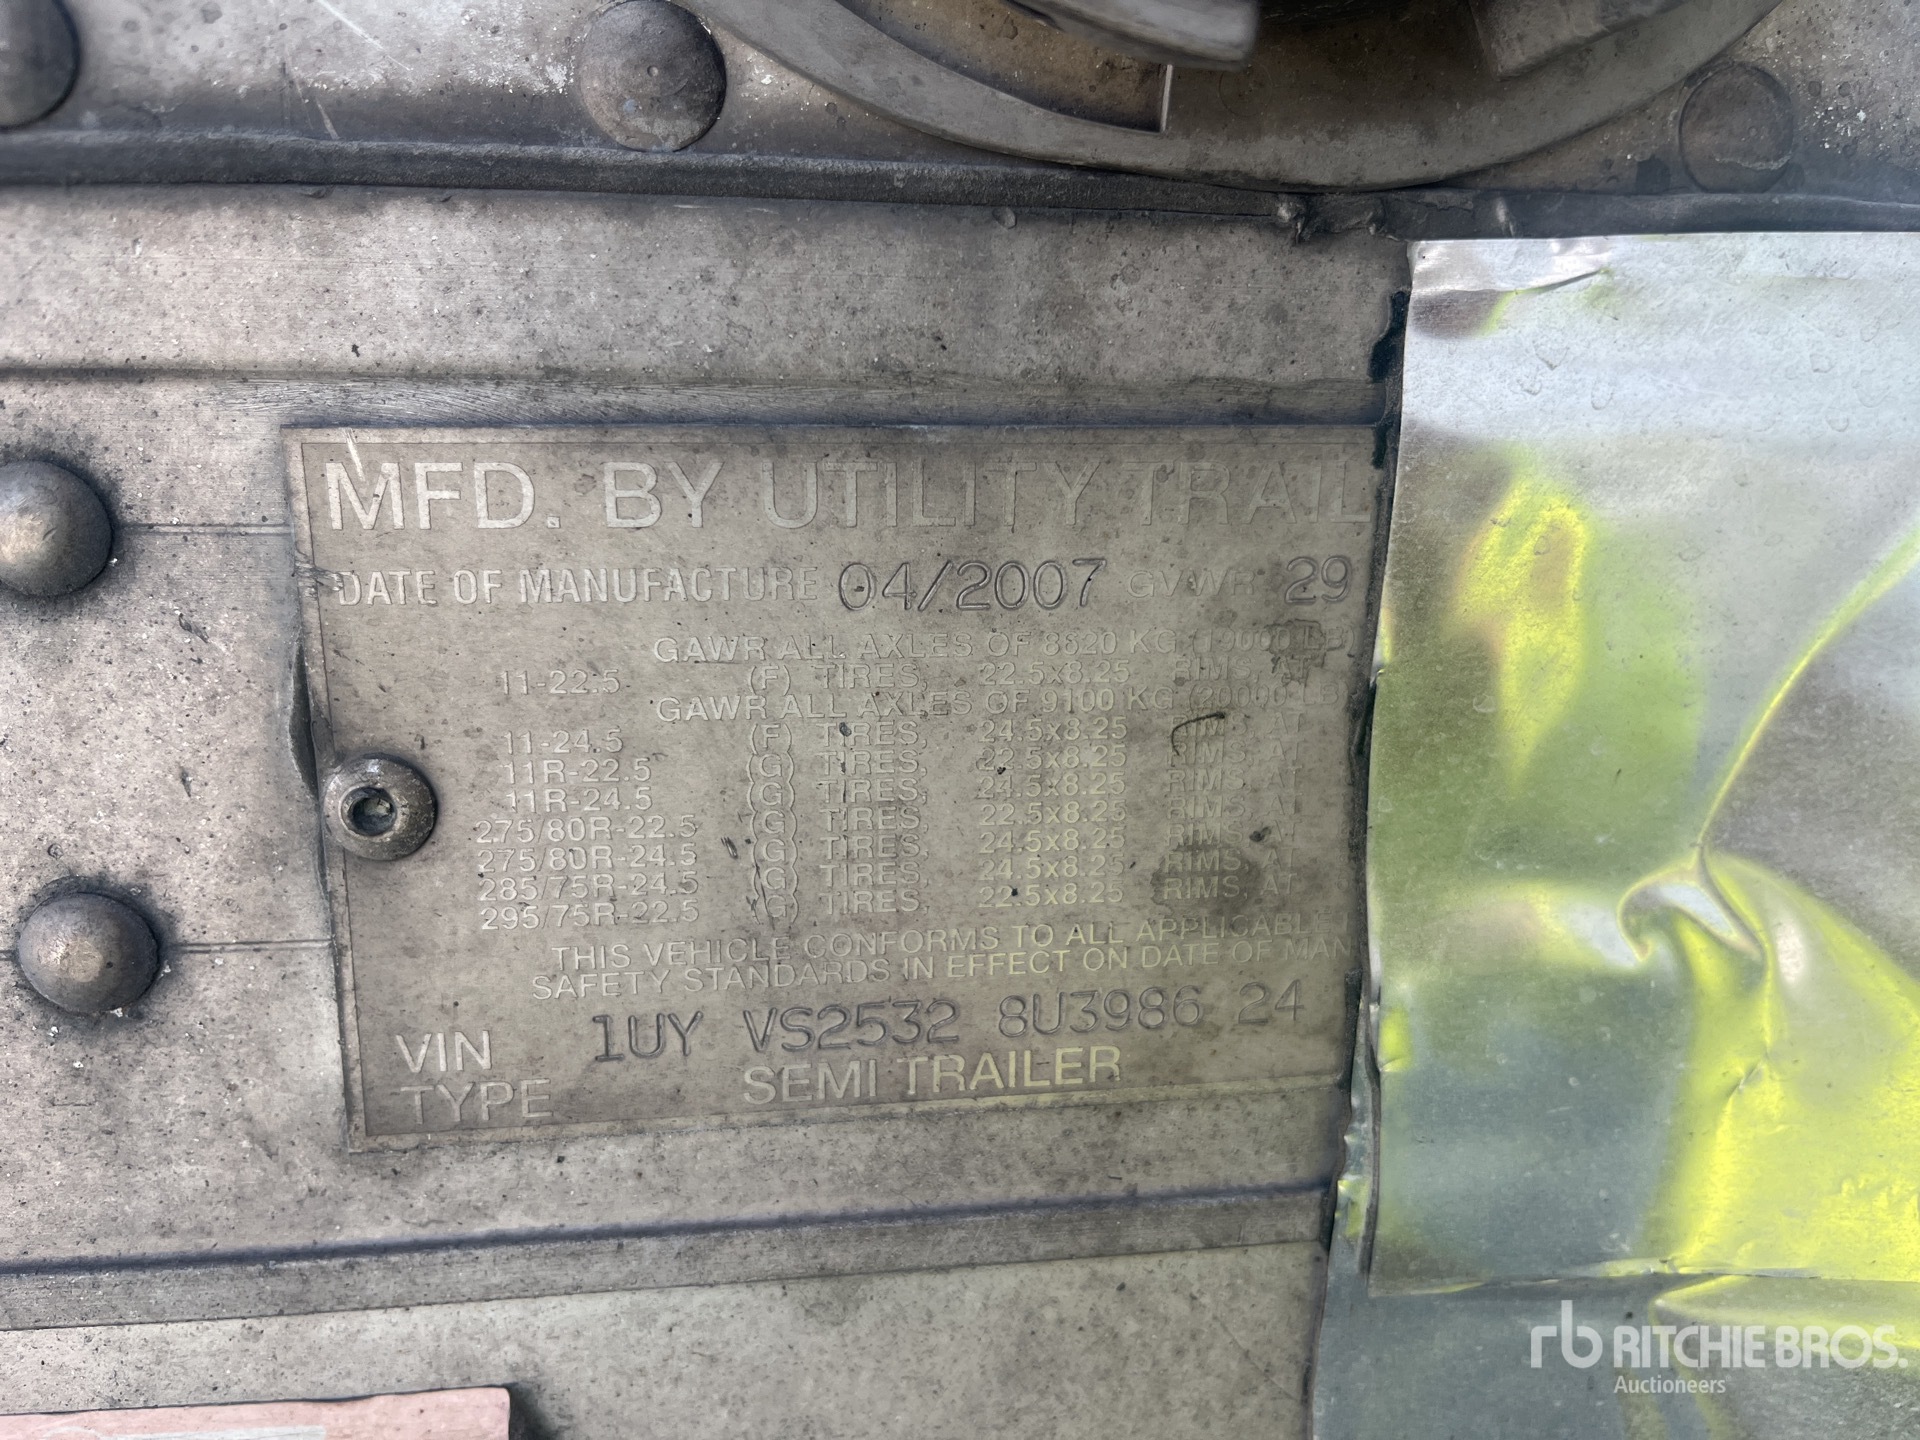 MFD. BY UTILITY TRAIL
DATE OF MANUFACTURE 04/2007 GVWR 29
GAWR ALL AXLES OF 8620 KG (19000 LB)
11-22.5 (F) TIRES, 22.5x8.25 RIMS, AT
GAWR ALL AXLES OF 9100 KG (20000 LB)
11-24.5 (F) TIRES, 24.5x8.25 RIMS, AT
11R-22.5 (G) TIRES, 22.5x8.25 RIMS, AT
11R-24.5 (G) TIRES, 24.5x8.25 RIMS, AT
275/80R-22.5 (G) TIRES, 22.5x8.25 RIMS, AT
275/80R-24.5 (G) TIRES, 24.5x8.25 RIMS, AT
285/75R-24.5 (G) TIRES, 24.5x8.25 RIMS, AT
295/75R-22.5 (G) TIRES, 22.5x8.25 RIMS, AT
THIS VEHICLE CONFORMS TO ALL APPLICABLE
SAFETY STANDARDS IN EFFECT ON DATE OF MAN
VIN 1UY VS2532 8U3986 24
TYPE SEMI TRAILER
rb RITCHIE BROS.
Auctioneers